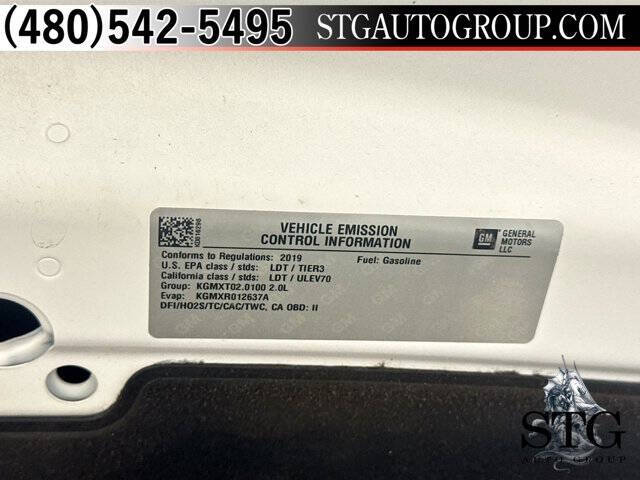 (480)542-5495 STGAUTOGROUP.COM
VEHICLE EMISSION
CONTROL INFORMATION
GM GENERAL
MOTORS
LLC
Conforms to Regulations: 2019 Fuel: Gasoline
U.S. EPA class / stds: LDT / TIER3
California class / stds: LDT / ULEV70
Group: KGMXT02.0100 2.0L
Evap: KGMXR012637A
DFI/HO2S/TC/CAC/TWC, CA OBD: II
STG
AUTO GROUP